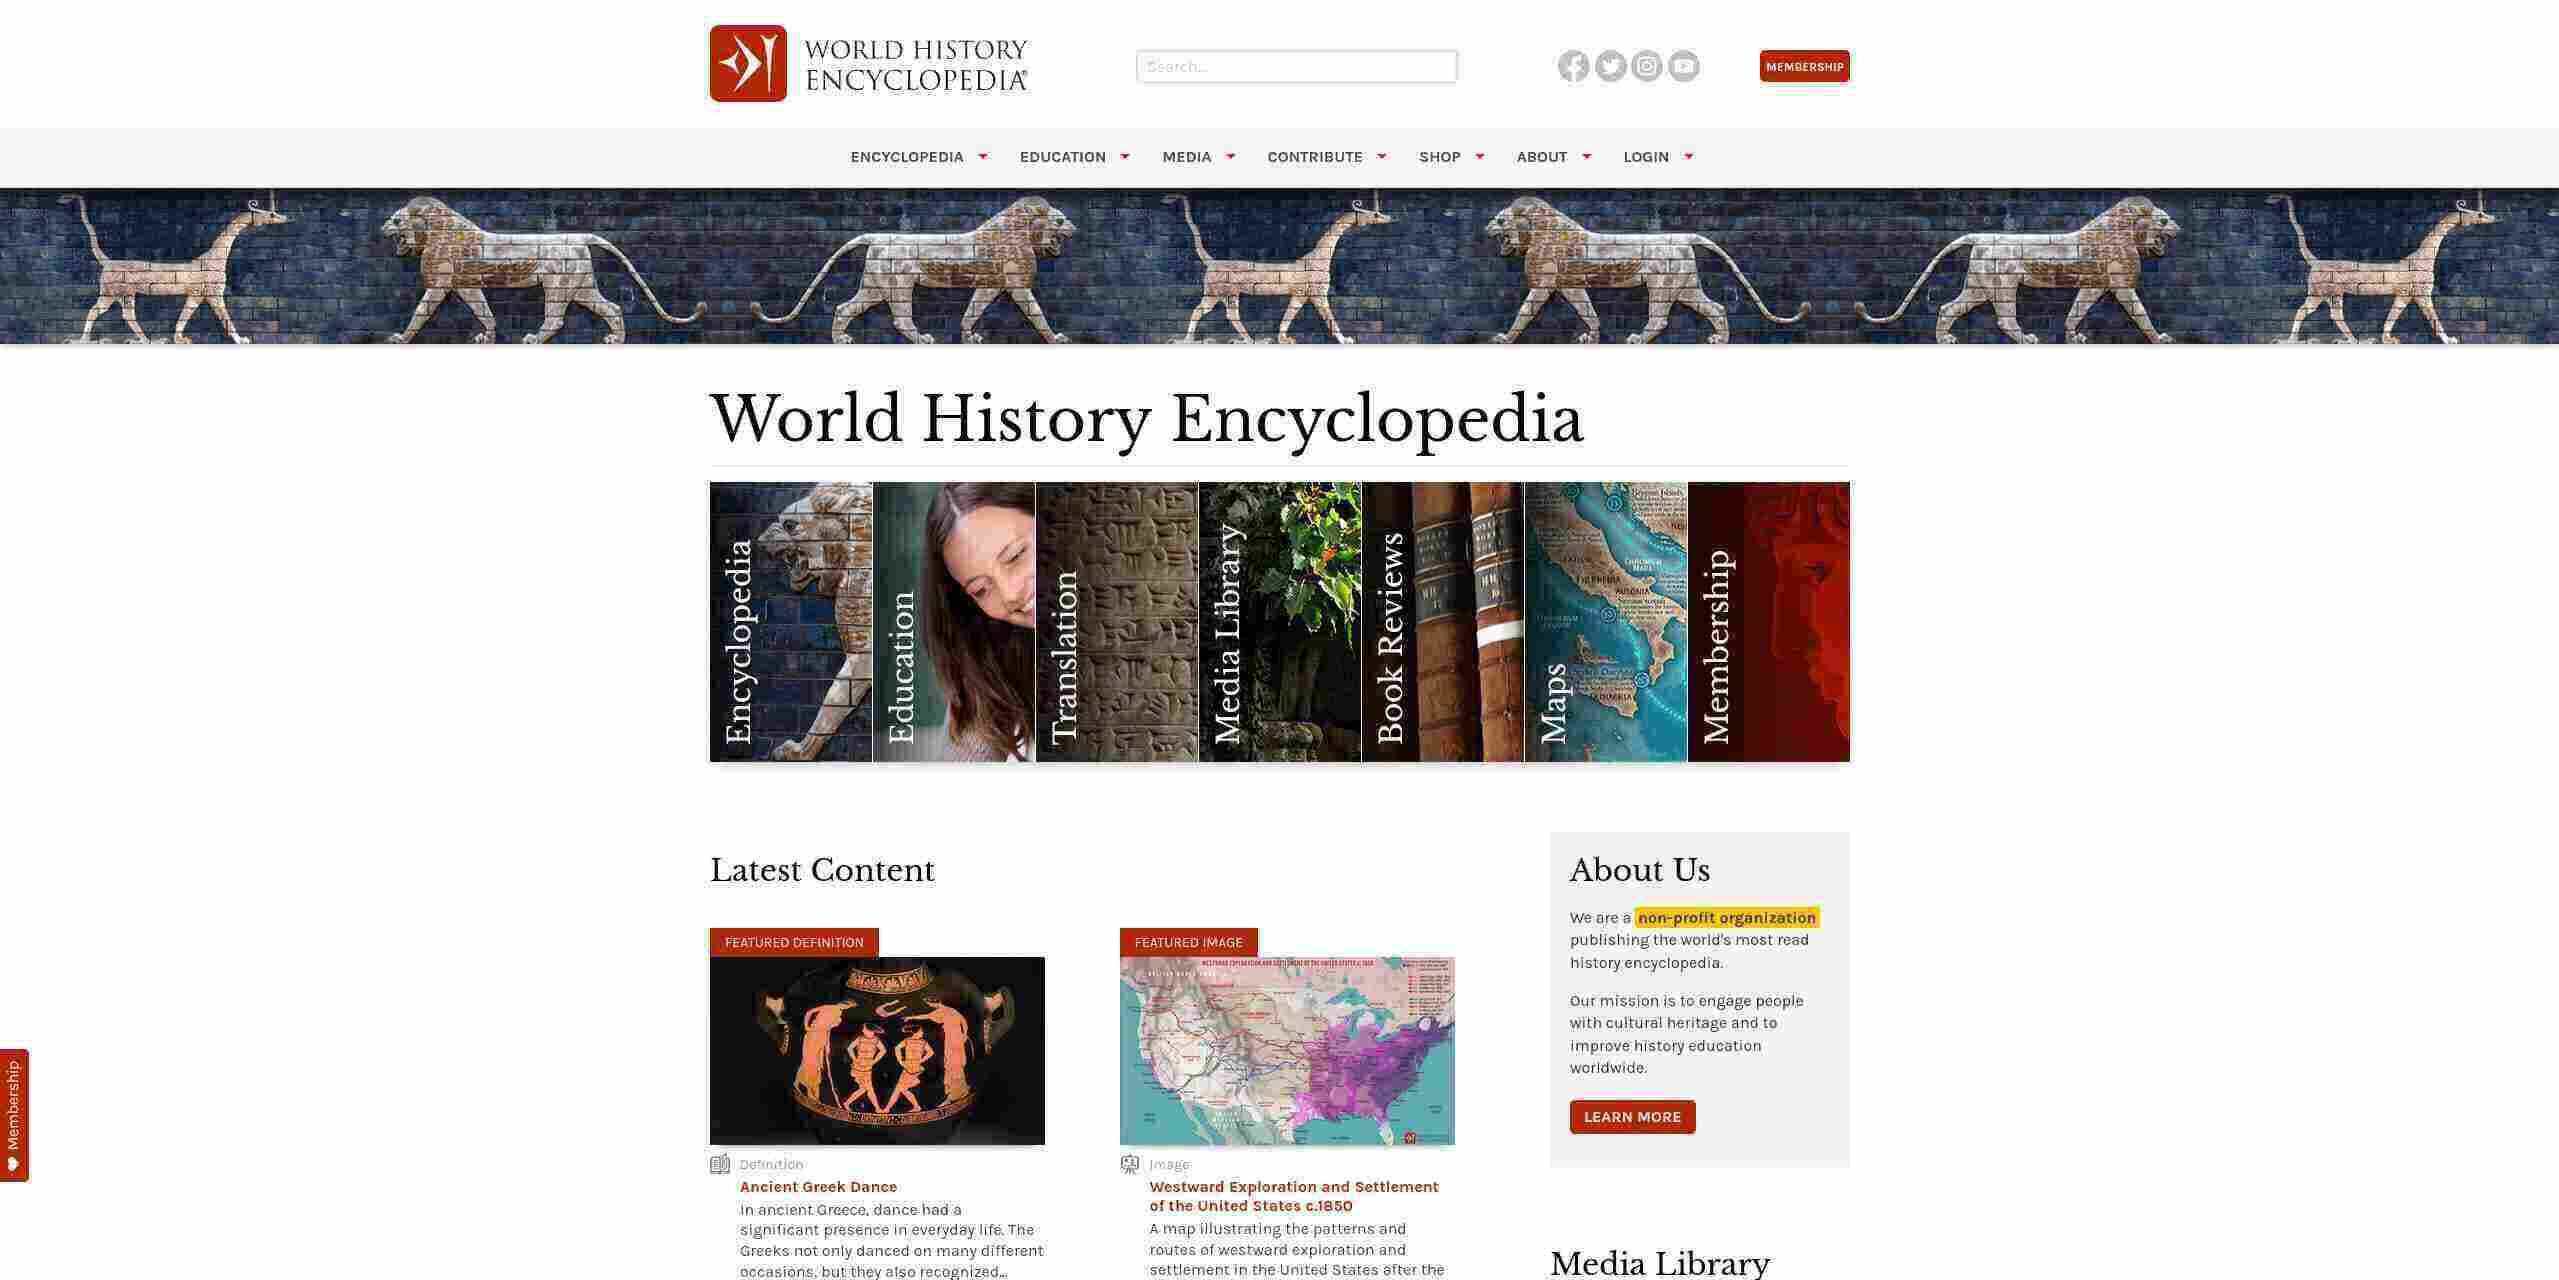 WORLD HISTORY
ENCYCLOPEDIA®
Search...
MEMBERSHIP
ENCYCLOPEDIA
EDUCATION
MEDIA
CONTRIBUTE
SHOP
ABOUT
LOGIN
World History Encyclopedia
Encyclopedia
Education
Translation
Media Library
Book Reviews
Maps
Membership
Latest Content
FEATURED DEFINITION
Definition
Ancient Greek Dance
In ancient Greece, dance had a
significant presence in everyday life. The
Greeks not only danced on many different
occasions, but they also recognized...
FEATURED IMAGE
WESTWARD EXPLORATION AND SETTLEMENT OF THE UNITED STATES c. 1850
Image
Westward Exploration and Settlement
of the United States c.1850
A map illustrating the patterns and
routes of westward exploration and
settlement in the United States after the
About Us
We are a non-profit organization
publishing the world's most read
history encyclopedia.
Our mission is to engage people
with cultural heritage and to
improve history education
worldwide.
LEARN MORE
Media Library
Membership